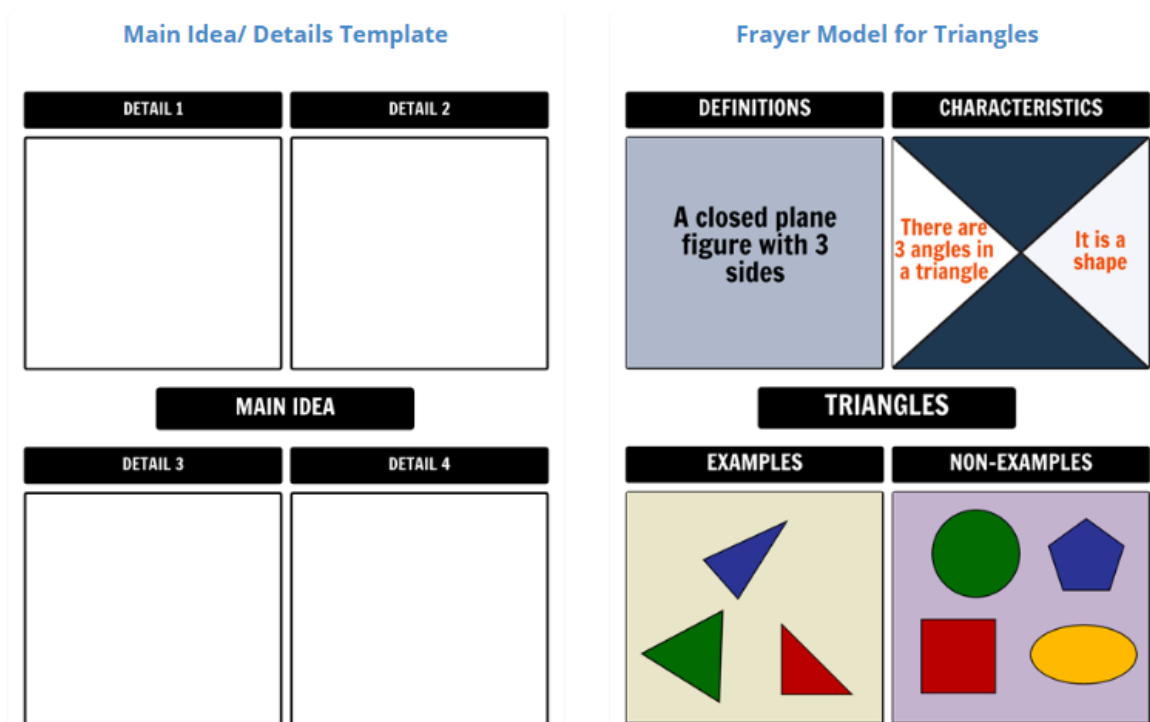 Main Idea/ Details Template
DETAIL 1
DETAIL 2
MAIN IDEA
DETAIL 3
DETAIL 4
Frayer Model for Triangles
DEFINITIONS
CHARACTERISTICS
A closed plane
figure with 3
sides
There are
3 angles in
a triangle
It is a
shape
TRIANGLES
EXAMPLES
NON-EXAMPLES